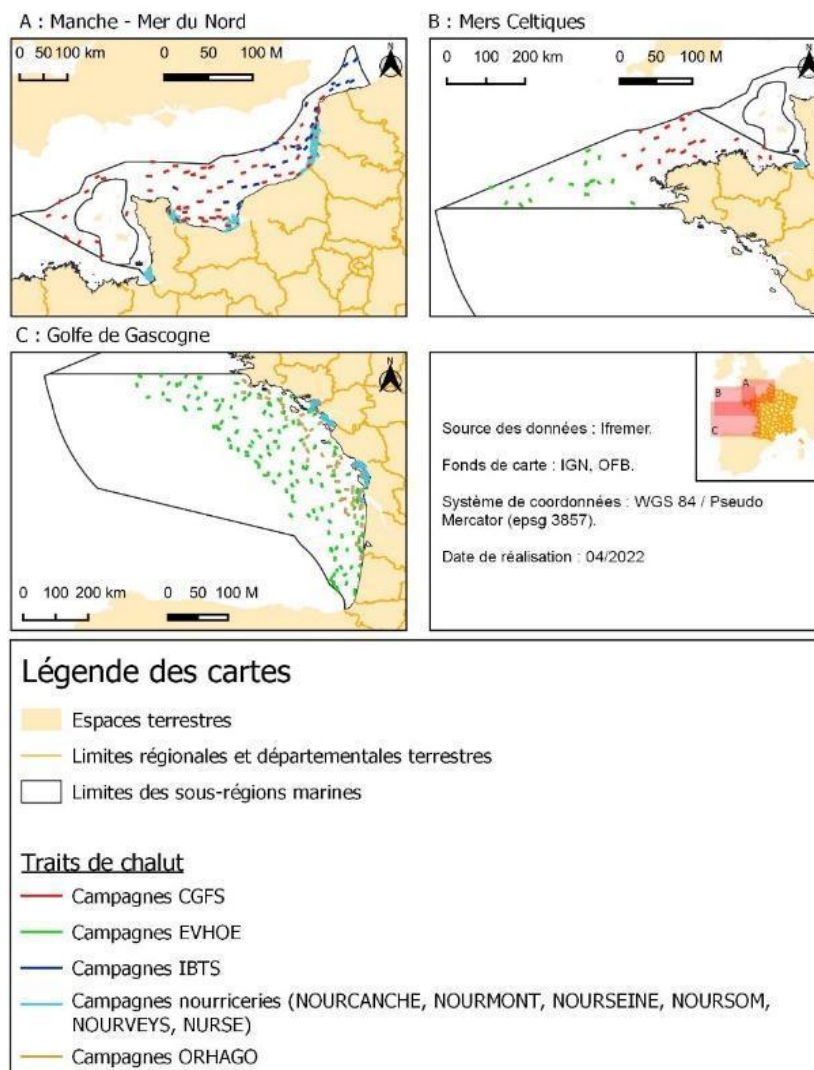 A : Manche - Mer du Nord
0 50 100 km
0 50 100 M
N
B : Mers Celtiques
0 100 200 km
0 50 100 M
N
C : Golfe de Gascogne
N
0 100 200 km
0 50 100 M
A
B
C
Source des données : Ifremer.
Fonds de carte : IGN, OFB.
Système de coordonnées : WGS 84 / Pseudo
Mercator (epsg 3857).
Date de réalisation : 04/2022
Légende des cartes
Espaces terrestres
Limites régionales et départementales terrestres
Limites des sous-régions marines
Traits de chalut
Campagnes CGFS
Campagnes EVHOE
Campagnes IBTS
Campagnes nourriceries (NOURCANCHE, NOURMONT, NOURSEINE, NOURSOM,
NOURVEYS, NURSE)
Campagnes ORHAGO